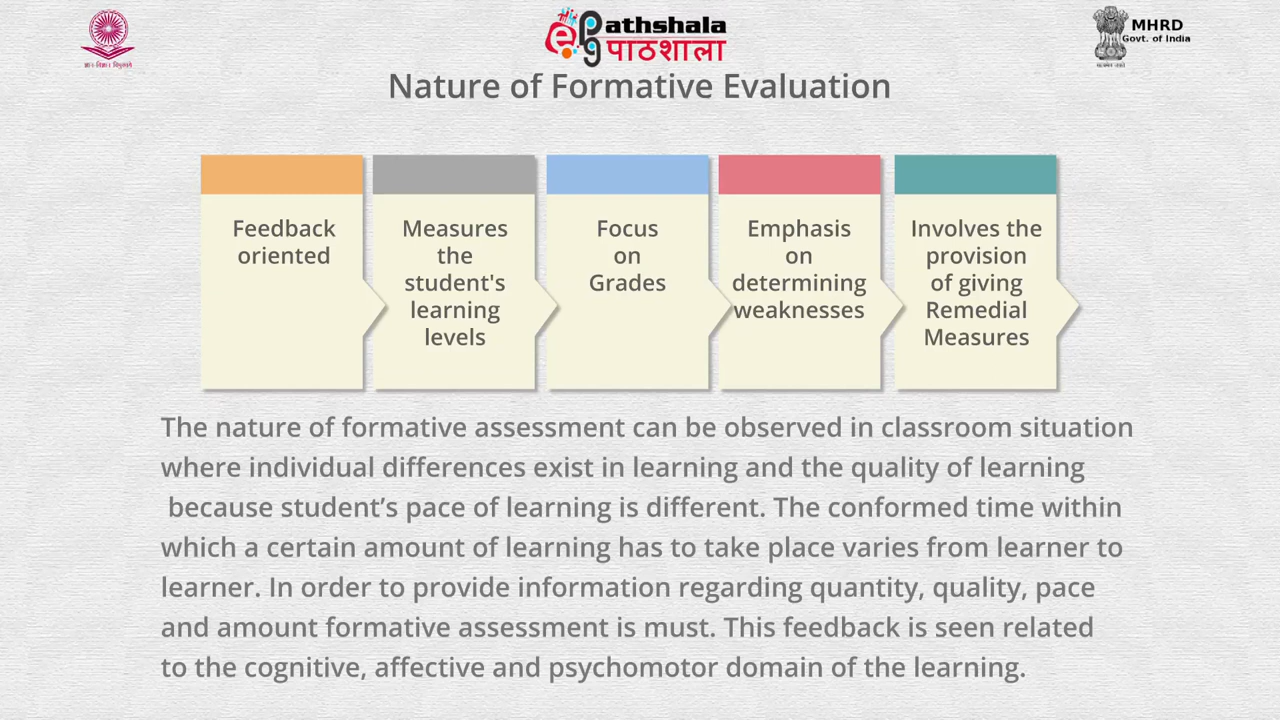 ePathshala
पाठशाला
MHRD
Govt. of India
ज्ञान-विज्ञान विमुक्तये
सत्यमेव जयते
Nature of Formative Evaluation
Feedback
oriented
Measures
the
student's
learning
levels
Focus
on
Grades
Emphasis
on
determining
weaknesses
Involves the
provision
of giving
Remedial
Measures
The nature of formative assessment can be observed in classroom situation
where individual differences exist in learning and the quality of learning
because student’s pace of learning is different. The conformed time within
which a certain amount of learning has to take place varies from learner to
learner. In order to provide information regarding quantity, quality, pace
and amount formative assessment is must. This feedback is seen related
to the cognitive, affective and psychomotor domain of the learning.